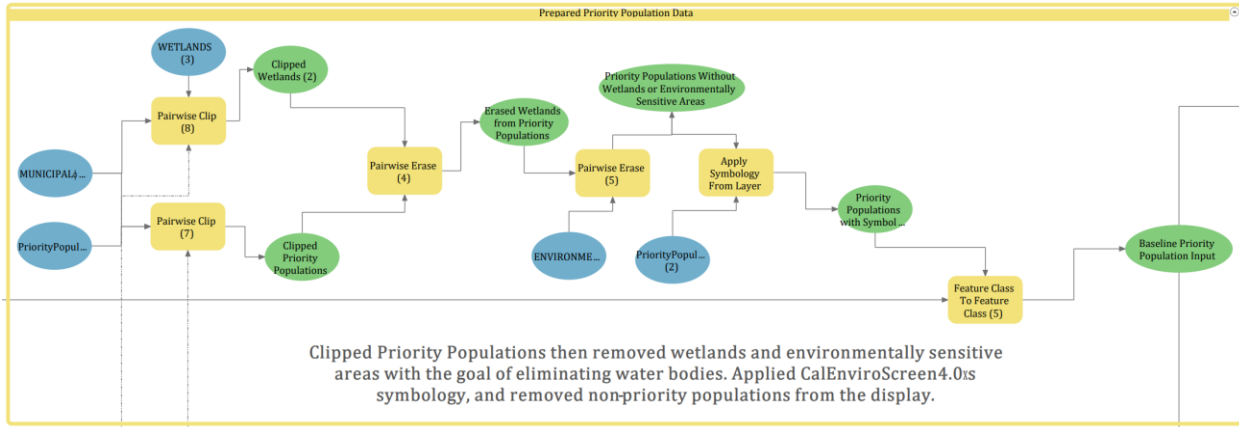 Prepared Priority Population Data
WETLANDS
(3)
Clipped
Wetlands (2)
Pairwise Clip
(8)
MUNICIPAL...
PriorityPopul...
Pairwise Clip
(7)
Clipped
Priority
Populations
Pairwise Erase
(4)
Erased Wetlands
from Priority
Populations
Priority Populations Without
Wetlands or Environmentally
Sensitive Areas
Pairwise Erase
(5)
Apply
Symbology
From Layer
ENVIRONME...
PriorityPopul...
(2)
Priority
Populations
with Symbol...
Feature Class
To Feature
Class (5)
Baseline Priority
Population Input
Clipped Priority Populations then removed wetlands and environmentally sensitive
areas with the goal of eliminating water bodies. Applied CalEnviroScreen4.0's
symbology, and removed non-priority populations from the display.